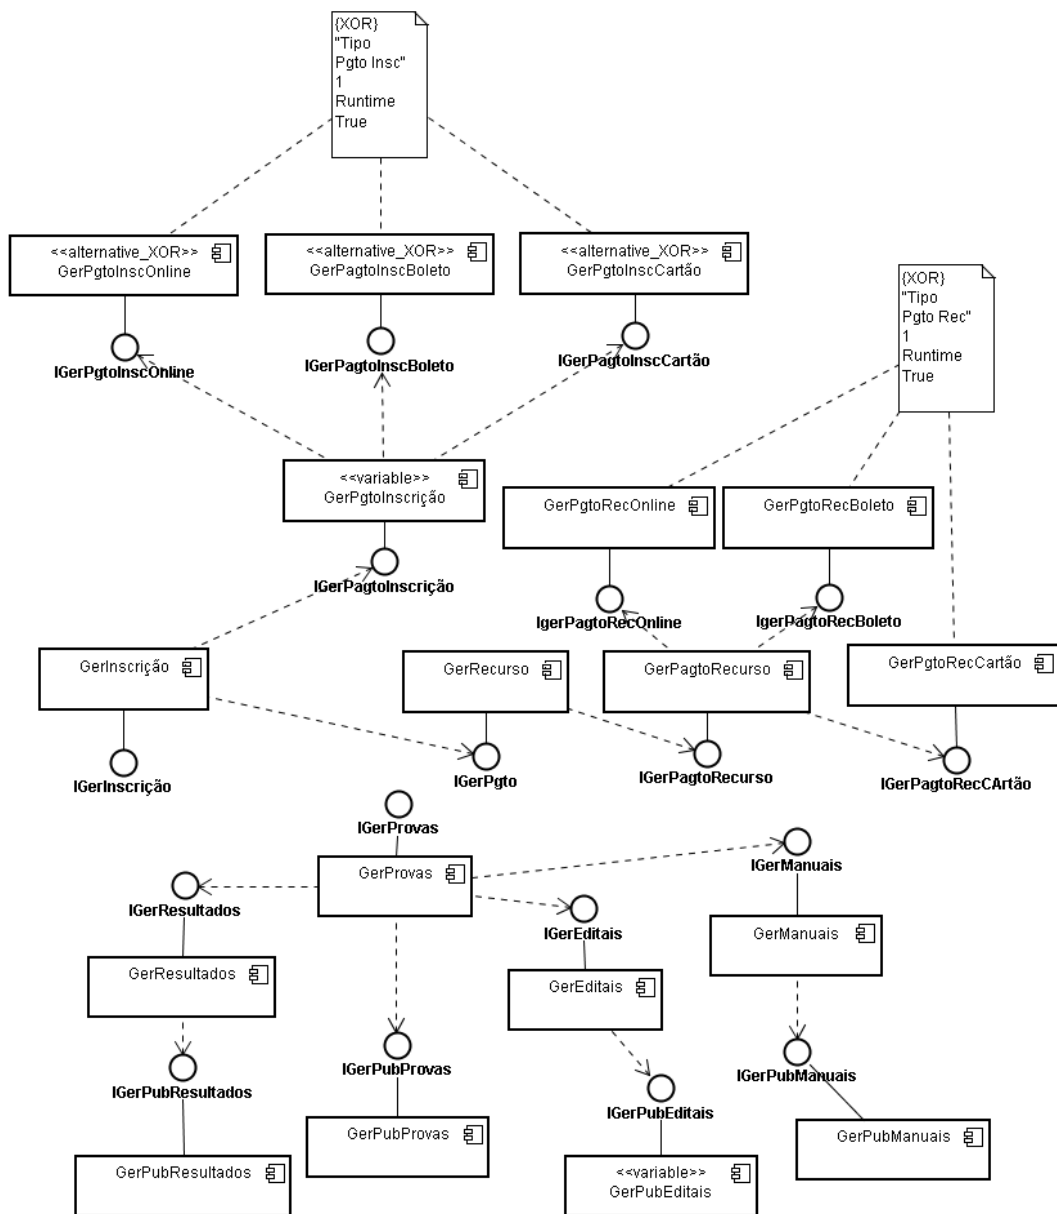 {XOR}
"Tipo
Pgto Insc"
1
Runtime
True
<<alternative_XOR>>
GerPgtoInscOnline
<<alternative_XOR>>
GerPagtoInscBoleto
<<alternative_XOR>>
GerPgtoInscCartão
{XOR}
"Tipo
Pgto Rec"
1
Runtime
True
IGerPgtoInscOnline
IGerPagtoInscBoleto
IGerPagtoInscCartão
<<variable>>
GerPgtoInscrição
GerPgtoRecOnline
GerPgtoRecBoleto
IGerPagtoInscrição
IgerPagtoRecOnline
IgerPagtoRecBoleto
GerInscrição
GerRecurso
GerPagtoRecurso
GerPgtoRecCartão
IGerInscrição
IGerPgto
IGerPagtoRecurso
IGerPagtoRecCArtão
IGerProvas
GerProvas
IGerManuais
IGerResultados
IGerEditais
GerManuais
GerResultados
GerEditais
IGerPubResultados
IGerPubProvas
IGerPubEditais
IGerPubManuais
GerPubResultados
GerPubProvas
<<variable>>
GerPubEditais
GerPubManuais